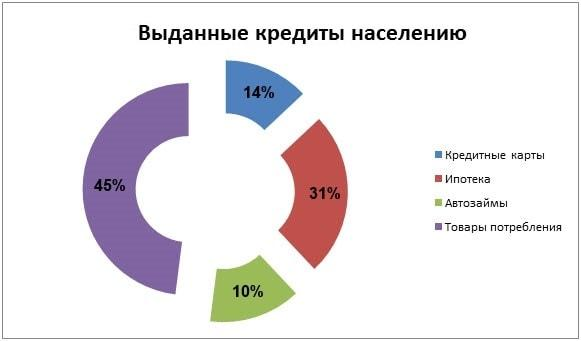 Выданные кредиты населению
14%
31%
10%
45%
Кредитные карты
Ипотека
Автозаймы
Товары потребления